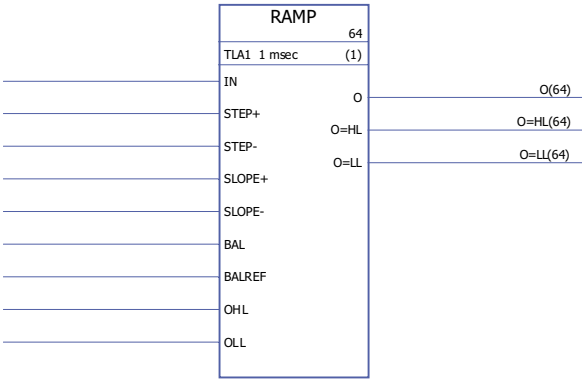 RAMP
64
TLA1 1 msec (1)
IN
O O(64)
STEP+
O=HL O=HL(64)
STEP-
O=LL O=LL(64)
SLOPE+
SLOPE-
BAL
BALREF
OHL
OLL